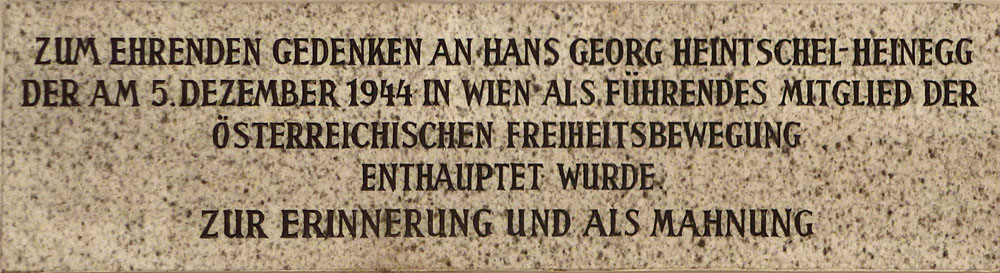 ZUM EHRENDEN GEDENKEN AN HANS GEORG HEINTSCHEL-HEINEGG
DER AM 5. DEZEMBER 1944 IN WIEN ALS FÜHRENDES MITGLIED DER
ÖSTERREICHISCHEN FREIHEITSBEWEGUNG
ENTHAUPTET WURDE
ZUR ERINNERUNG UND ALS MAHNUNG